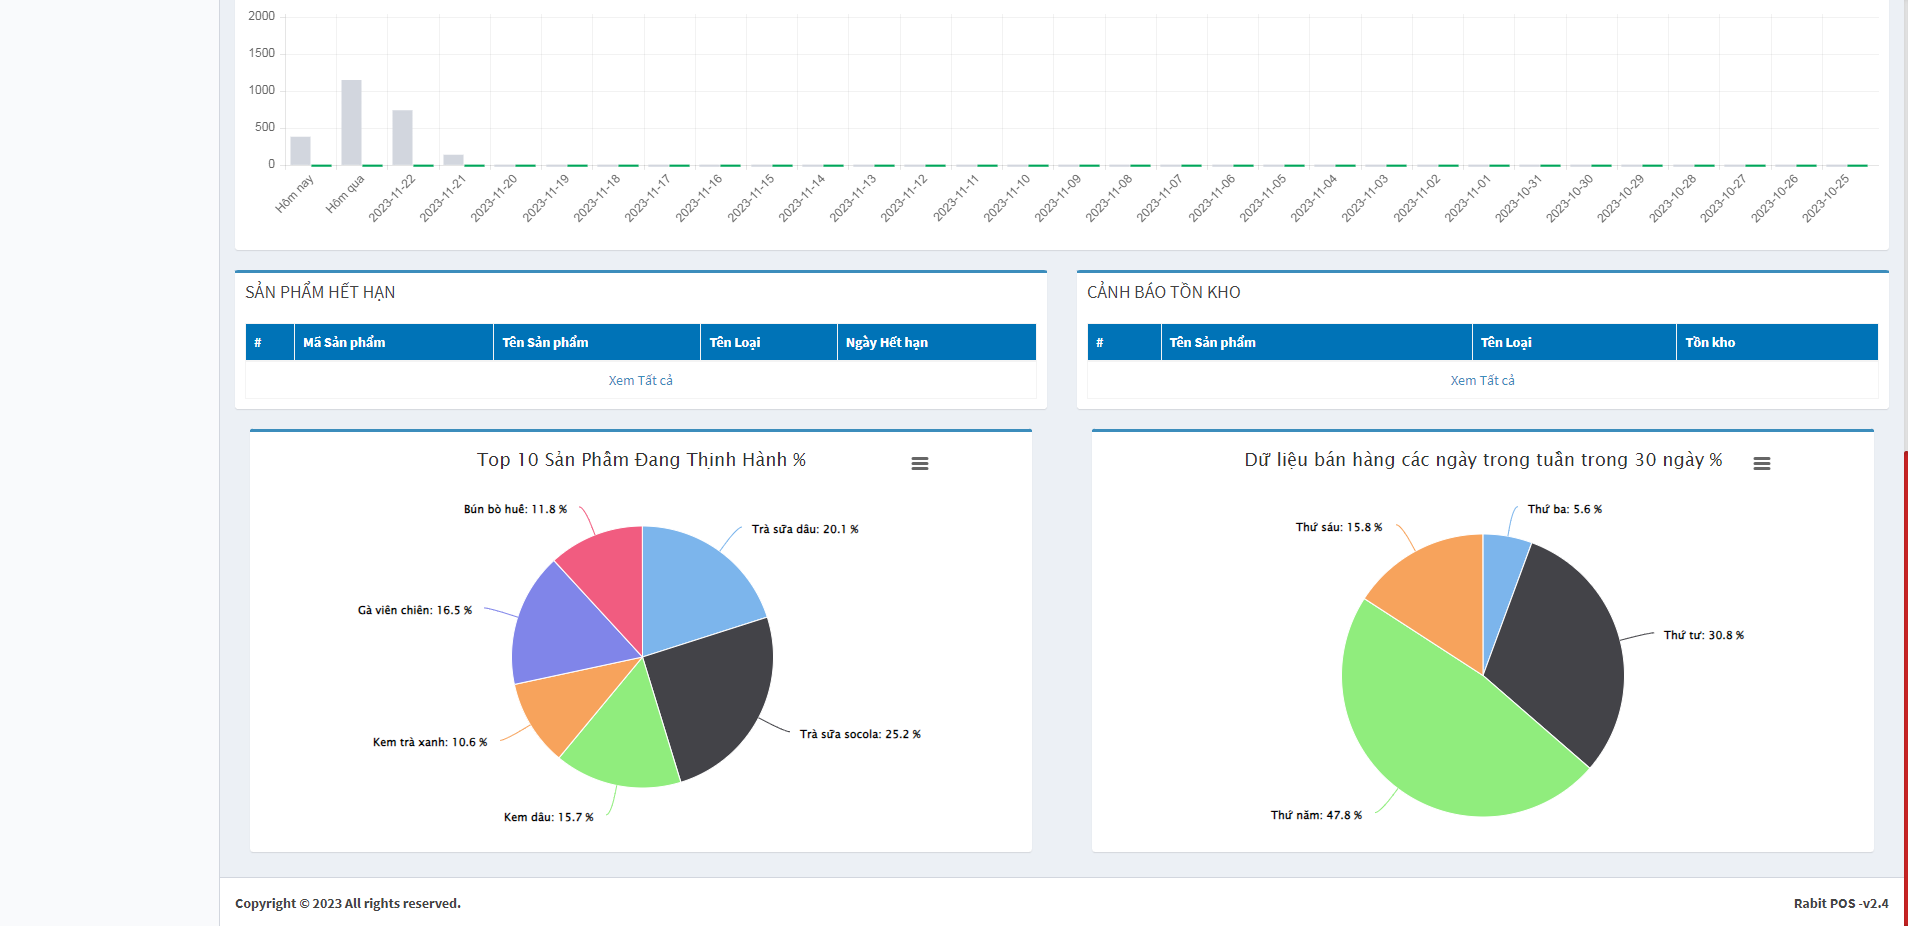 2000
1500
1000
500
0
Hôm nay
Hôm qua
2023-11-22
2023-11-21
2023-11-20
2023-11-19
2023-11-18
2023-11-17
2023-11-16
2023-11-15
2023-11-14
2023-11-13
2023-11-12
2023-11-11
2023-11-10
2023-11-09
2023-11-08
2023-11-07
2023-11-06
2023-11-05
2023-11-04
2023-11-03
2023-11-02
2023-11-01
2023-10-31
2023-10-30
2023-10-29
2023-10-28
2023-10-27
2023-10-26
2023-10-25
SẢN PHẨM HẾT HẠN
# Mã Sản phẩm Tên Sản phẩm Tên Loại Ngày Hết hạn
Xem Tất cả
CẢNH BÁO TỒN KHO
# Tên Sản phẩm Tên Loại Tồn kho
Xem Tất cả
Top 10 Sản Phẩm Đang Thịnh Hành %
Bún bò huế: 11.8 %
Trà sữa dâu: 20.1 %
Gà viên chiên: 16.5 %
Trà sữa socola: 25.2 %
Kem trà xanh: 10.6 %
Kem dâu: 15.7 %
Dữ liệu bán hàng các ngày trong tuần trong 30 ngày %
Thứ ba: 5.6 %
Thứ sáu: 15.8 %
Thứ tư: 30.8 %
Thứ năm: 47.8 %
Copyright © 2023 All rights reserved.
Rabit POS -v2.4